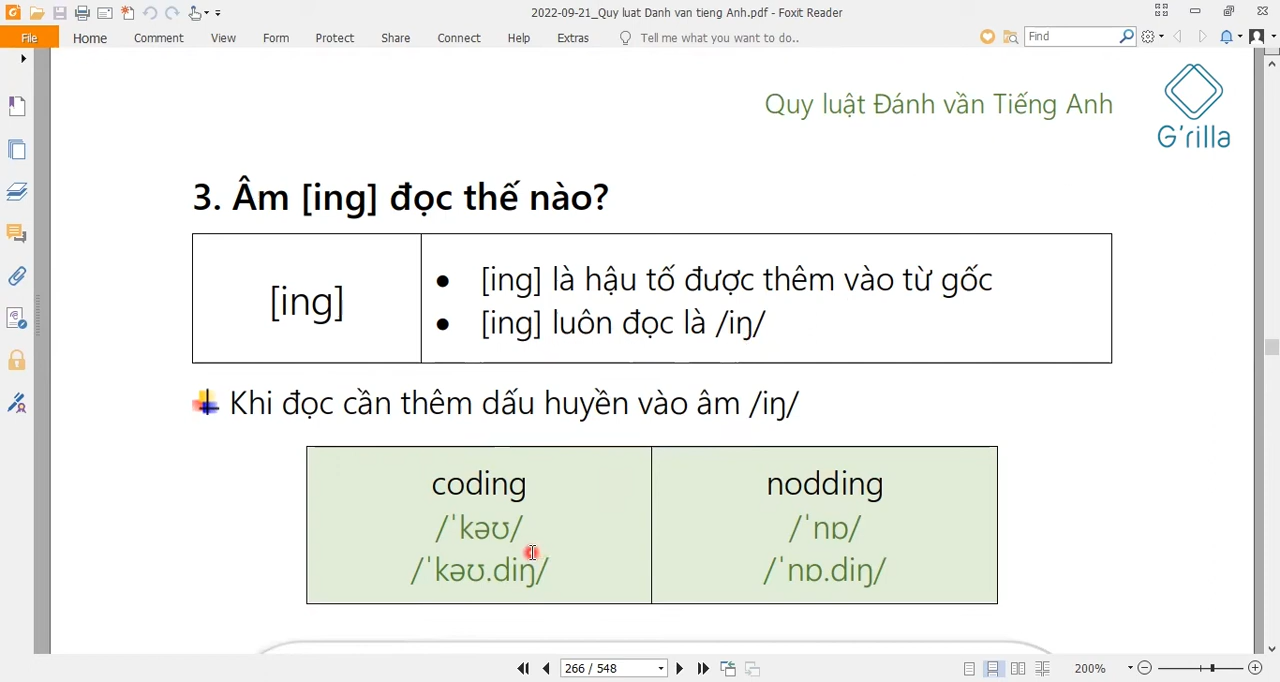 2022-09-21_Quy luat Danh van tieng Anh.pdf - Foxit Reader
File Home Comment View Form Protect Share Connect Help Extras Tell me what you want to do.. Find
Quy luật Đánh vần Tiếng Anh
G'rilla
3. Âm [ing] đọc thế nào?
[ing]
• [ing] là hậu tố được thêm vào từ gốc
• [ing] luôn đọc là /iŋ/
Khi đọc cần thêm dấu huyền vào âm /iŋ/
coding
/ˈkəʊ/
/ˈkəʊ.diŋ/
nodding
/ˈnɒ/
/ˈnɒ.diŋ/
266 / 548
200%